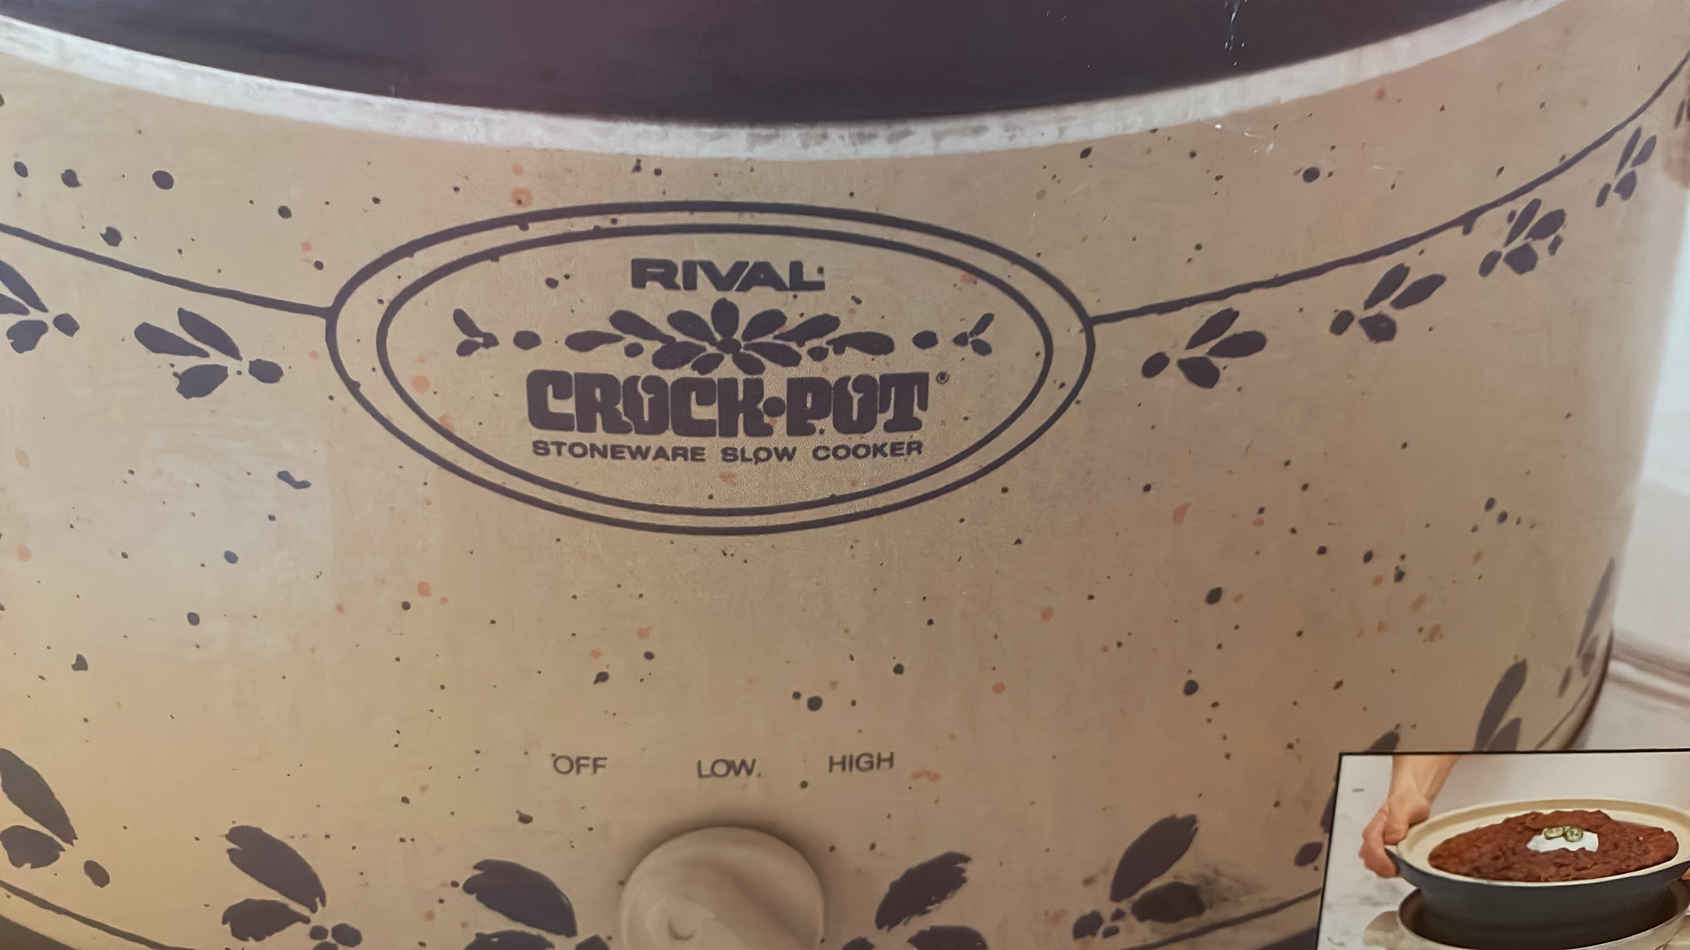 RIVAL
CROCK·POT®
STONEWARE SLOW COOKER
OFF LOW HIGH